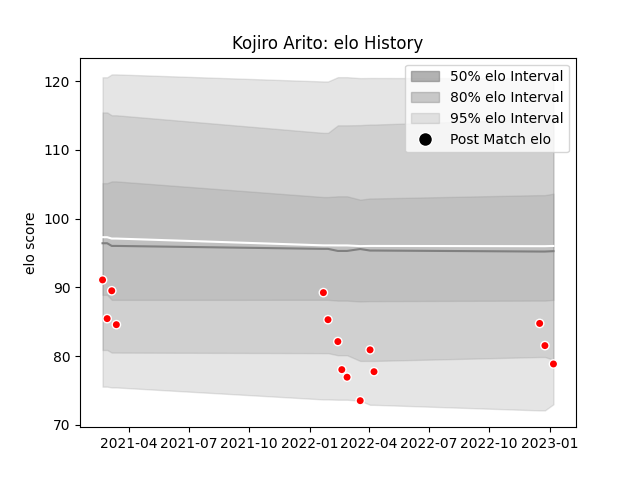 Kojiro Arito: elo History
50% elo Interval
80% elo Interval
95% elo Interval
Post Match elo
elo score
120
110
100
90
80
70
2021-04 2021-07 2021-10 2022-01 2022-04 2022-07 2022-10 2023-01